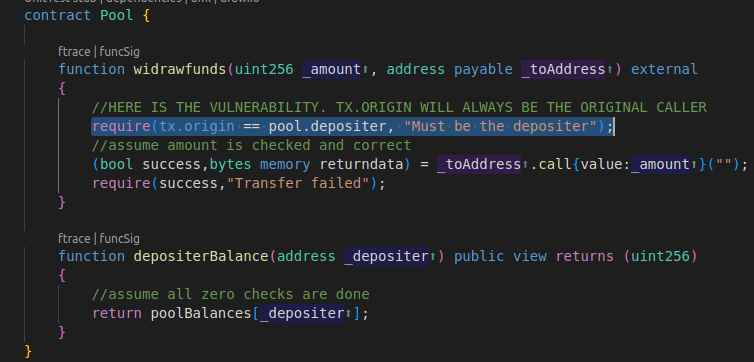 contract Pool {
ftrace | funcSig
function widrawfunds(uint256 _amount↑, address payable _toAddress↑) external
{
//HERE IS THE VULNERABILITY. TX.ORIGIN WILL ALWAYS BE THE ORIGINAL CALLER
require(tx.origin == pool.depositer, "Must be the depositer");
//assume amount is checked and correct
(bool success,bytes memory returndata) = _toAddress↑.call{value:_amount↑}("");
require(success,"Transfer failed");
}
ftrace | funcSig
function depositerBalance(address _depositer↑) public view returns (uint256)
{
//assume all zero checks are done
return poolBalances[_depositer↑];
}
}